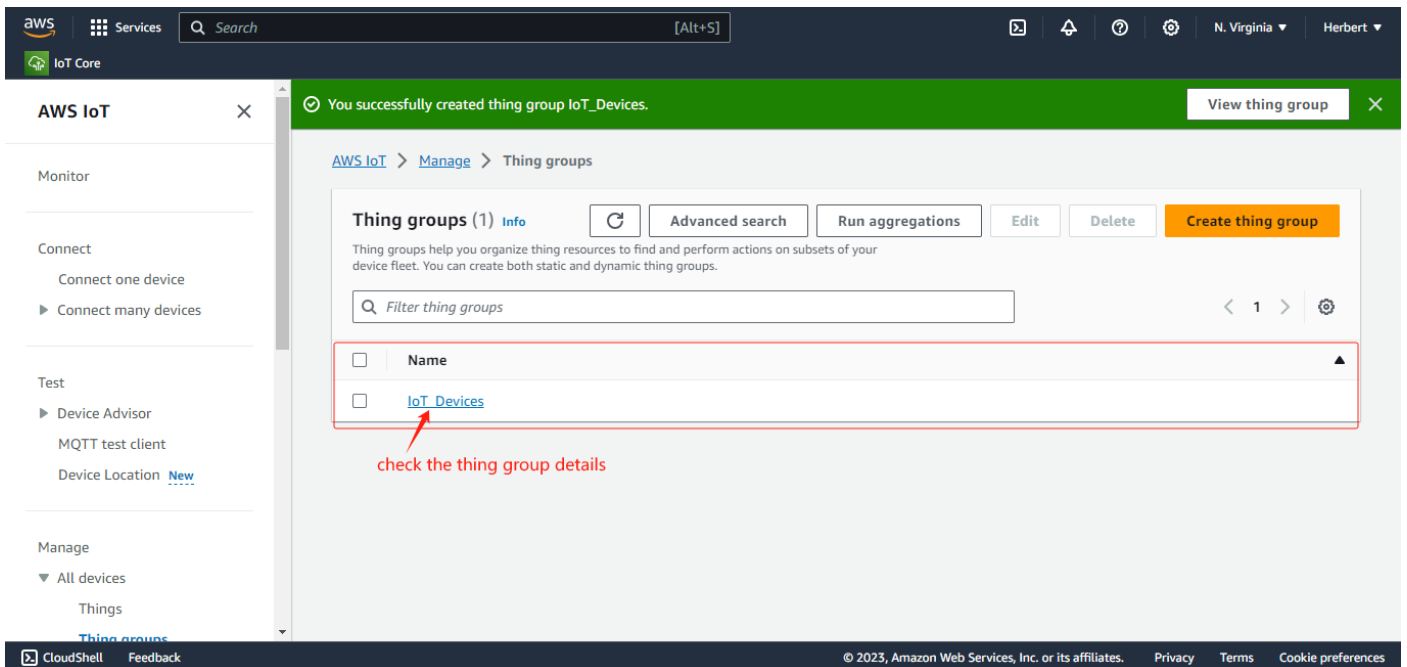 aws
Services
Search
[Alt+S]
N. Virginia
Herbert
IoT Core
AWS IoT
Monitor
Connect
Connect one device
Connect many devices
Test
Device Advisor
MQTT test client
Device Location New
Manage
All devices
Things
Thing groups
You successfully created thing group IoT_Devices.
View thing group
AWS IoT > Manage > Thing groups
Thing groups (1) Info
Advanced search
Run aggregations
Edit
Delete
Create thing group
Thing groups help you organize thing resources to find and perform actions on subsets of your
device fleet. You can create both static and dynamic thing groups.
Filter thing groups
1
Name
IoT_Devices
check the thing group details
CloudShell
Feedback
© 2023, Amazon Web Services, Inc. or its affiliates.
Privacy
Terms
Cookie preferences